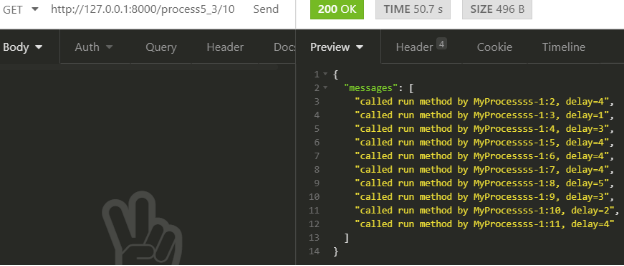 GET http://127.0.0.1:8000/process5_3/10 Send 200 OK TIME 50.7 s SIZE 496 B
Body Auth Query Header Docs Preview Header 4 Cookie Timeline
1 {
2 "messages": [
3 "called run method by MyProcessss-1:2, delay=4",
4 "called run method by MyProcessss-1:3, delay=1",
5 "called run method by MyProcessss-1:4, delay=3",
6 "called run method by MyProcessss-1:5, delay=4",
7 "called run method by MyProcessss-1:6, delay=4",
8 "called run method by MyProcessss-1:7, delay=4",
9 "called run method by MyProcessss-1:8, delay=5",
10 "called run method by MyProcessss-1:9, delay=3",
11 "called run method by MyProcessss-1:10, delay=2",
12 "called run method by MyProcessss-1:11, delay=4"
13 ]
14 }